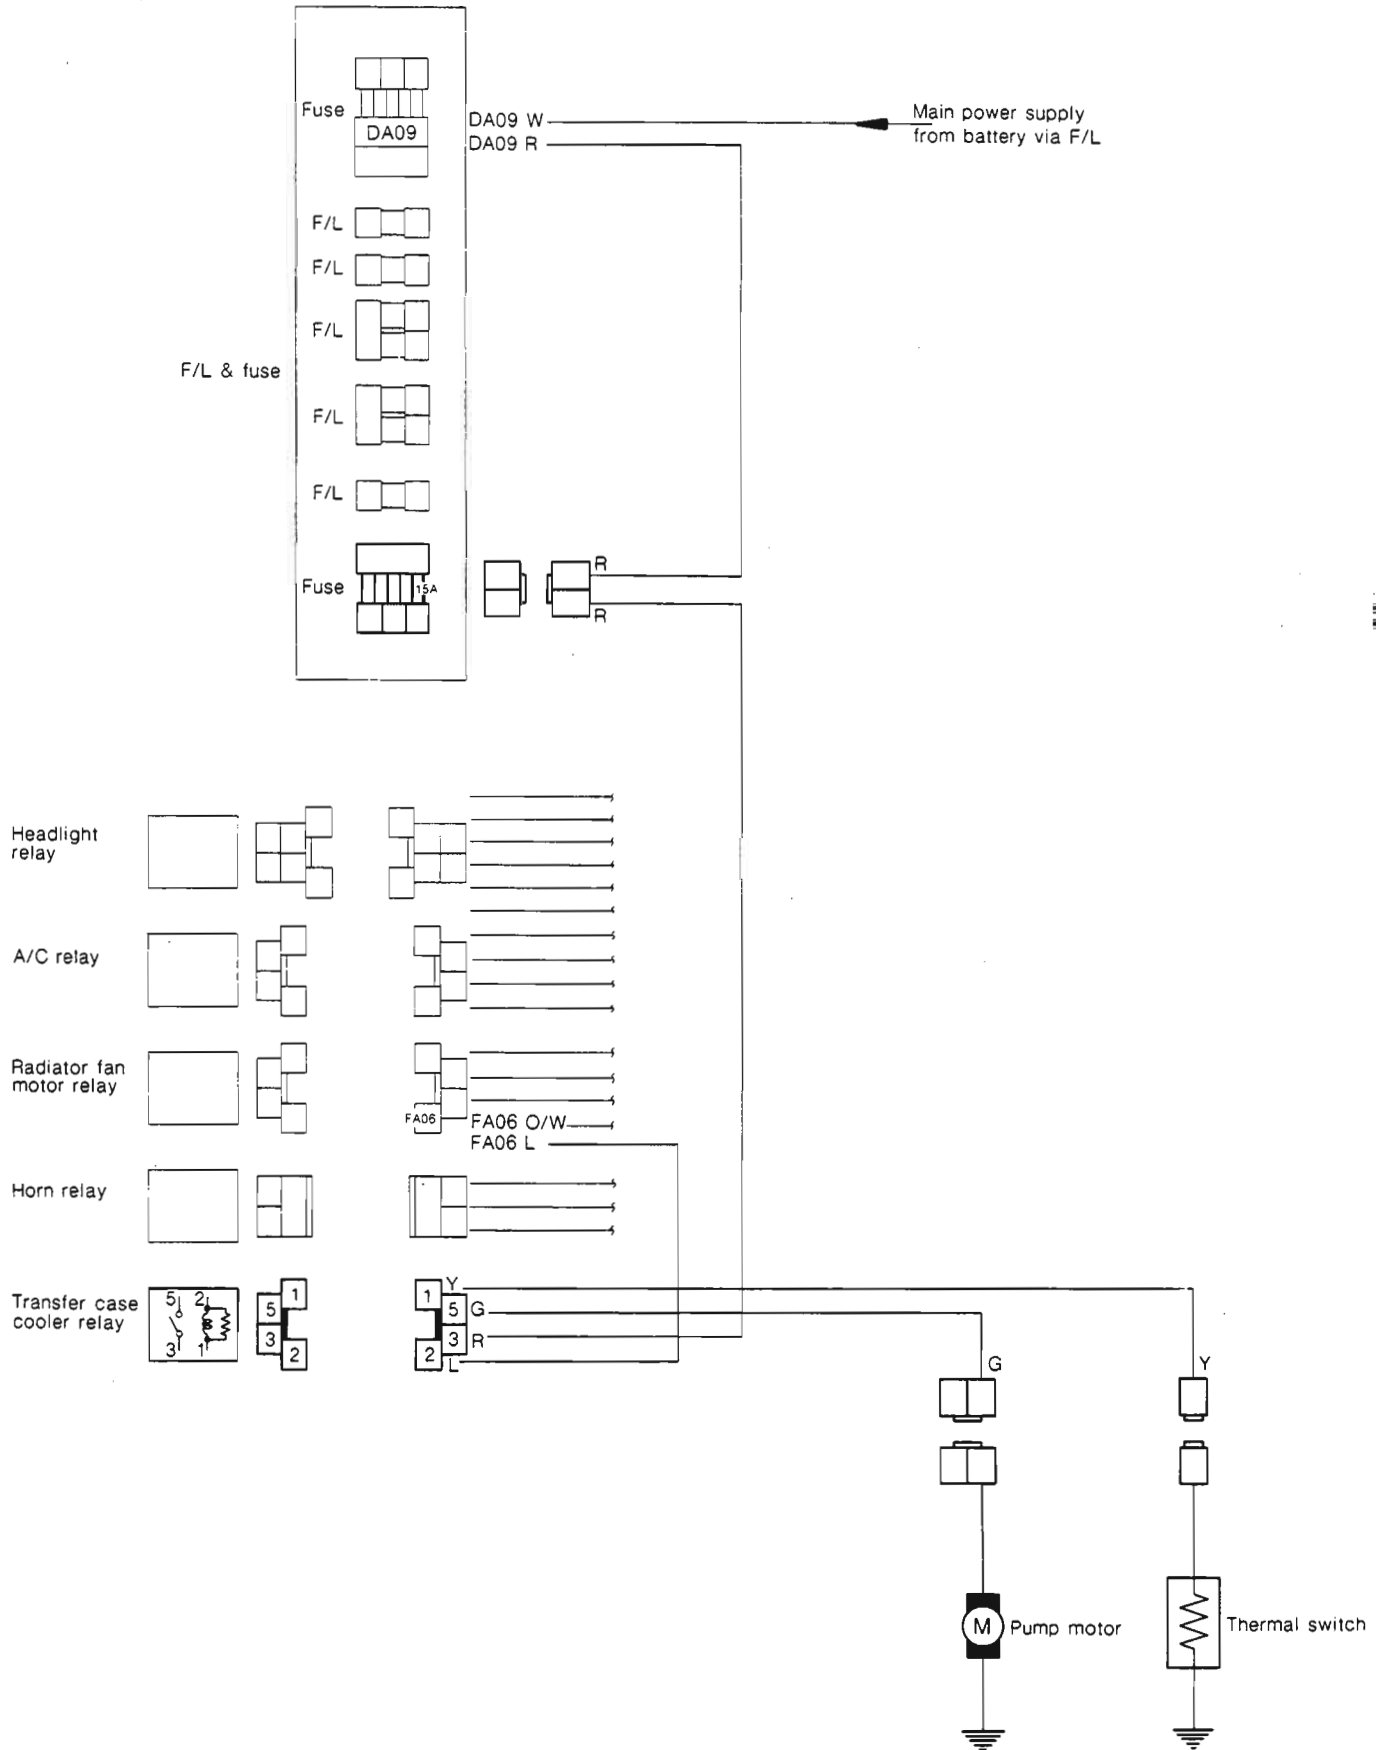 Fuse
DA09
DA09 W
DA09 R
Main power supply
from battery via F/L
F/L
F/L
F/L
F/L & fuse
F/L
F/L
Fuse
15A
R
R
Headlight
relay
A/C relay
Radiator fan
motor relay
FA06
FA06 O/W
FA06 L
Horn relay
Transfer case
cooler relay
5 2
3 1
1
5
3
2
1 Y
5 G
3 R
2 L
G
Y
M
Pump motor
Thermal switch